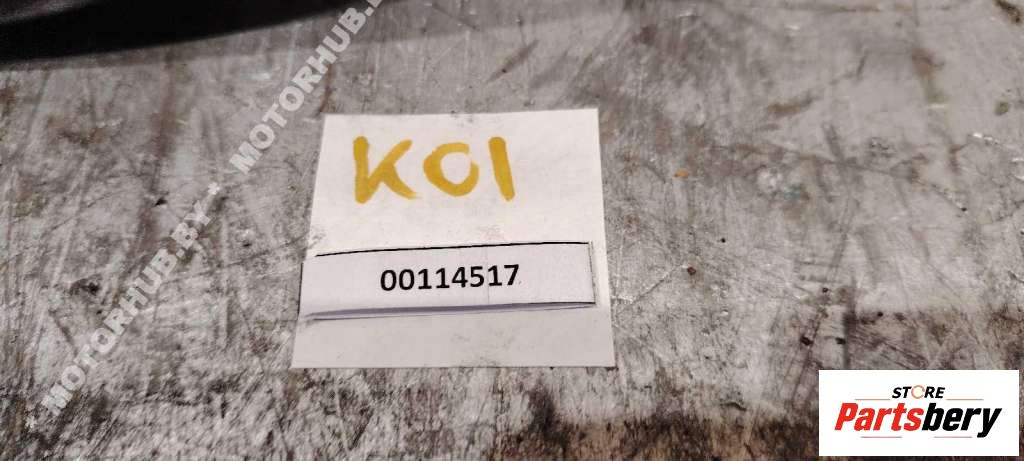 MOTORHUB.BY * MOTORHUB.BY *
K01
00114517
STORE
Partsbery